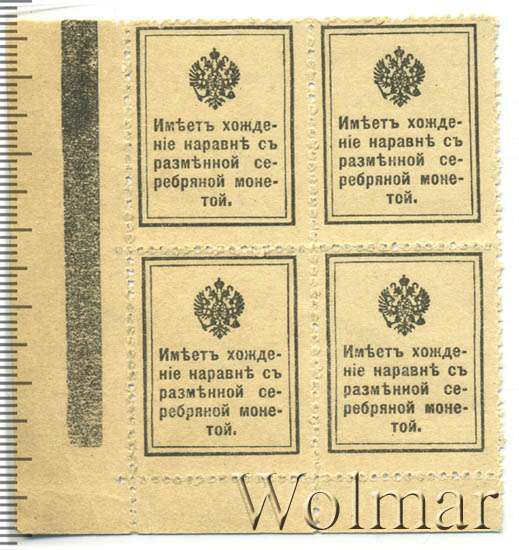 Имѣетъ хожде-
ніе наравнѣ съ
размѣнной се-
ребряной моне-
той.
Имѣетъ хожде-
ніе наравнѣ съ
размѣнной се-
ребряной моне-
той.
Имѣетъ хожде-
ніе наравнѣ съ
размѣнной се-
ребряной моне-
той.
Имѣетъ хожде-
ніе наравнѣ съ
размѣнной се-
ребряной моне-
той.
Wolmar